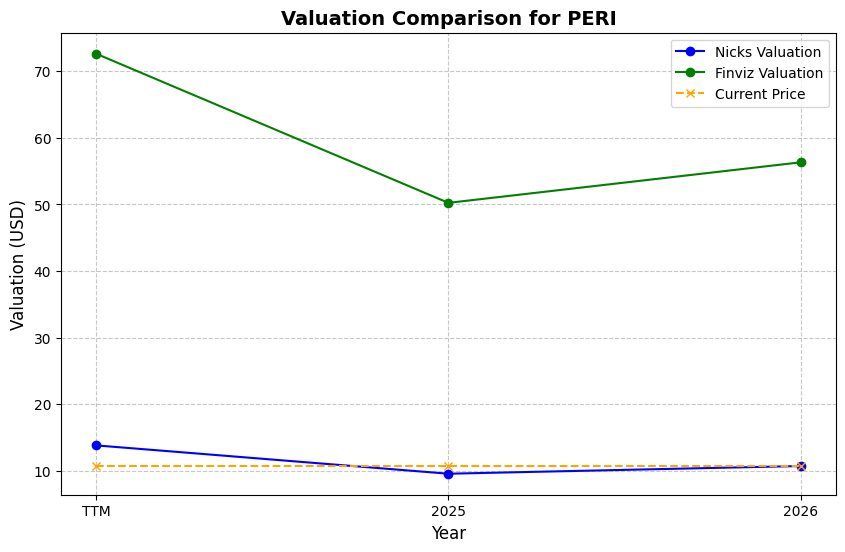 Valuation Comparison for PERI
Nicks Valuation
Finviz Valuation
Current Price
Valuation (USD)
70
60
50
40
30
20
10
TTM
2025
2026
Year